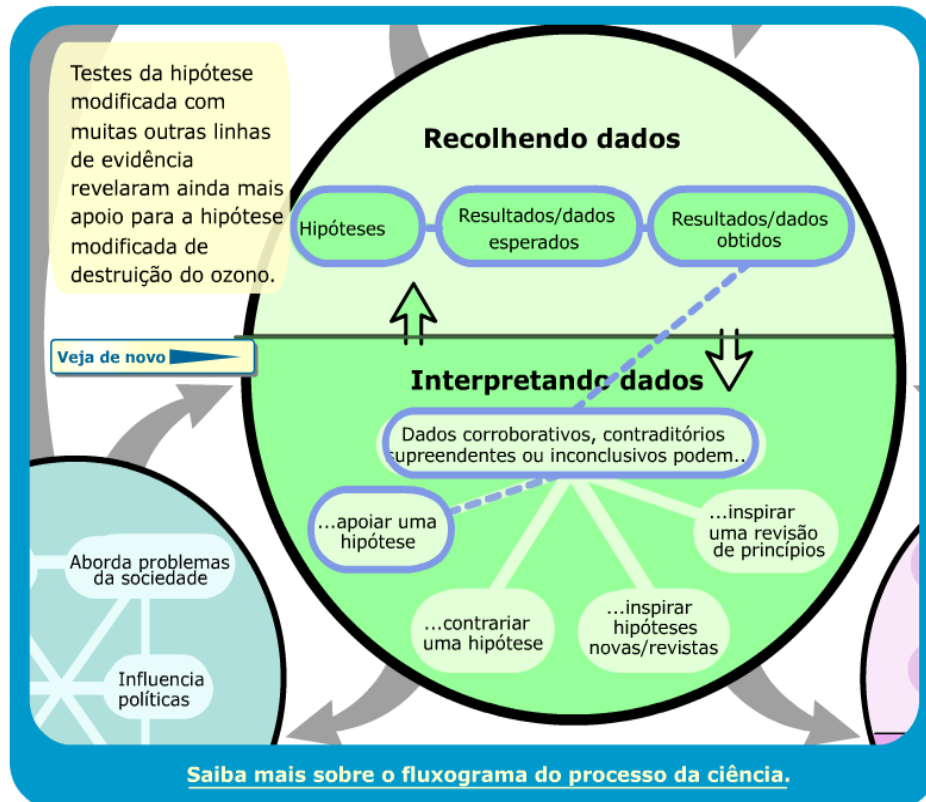 Testes da hipótese
modificada com
muitas outras linhas
de evidência
revelaram ainda mais
apoio para a hipótese
modificada de
destruição do ozono.
Veja de novo
Recolhendo dados
Hipóteses
Resultados/dados
esperados
Resultados/dados
obtidos
Interpretando dados
Dados corroborativos, contraditórios
supreendentes ou inconclusivos podem...
...apoiar uma
hipótese
...contrariar
uma hipótese
...inspirar
hipóteses
novas/revistas
...inspirar
uma revisão
de princípios
Aborda problemas
da sociedade
Influencia
políticas
Saiba mais sobre o fluxograma do processo da ciência.